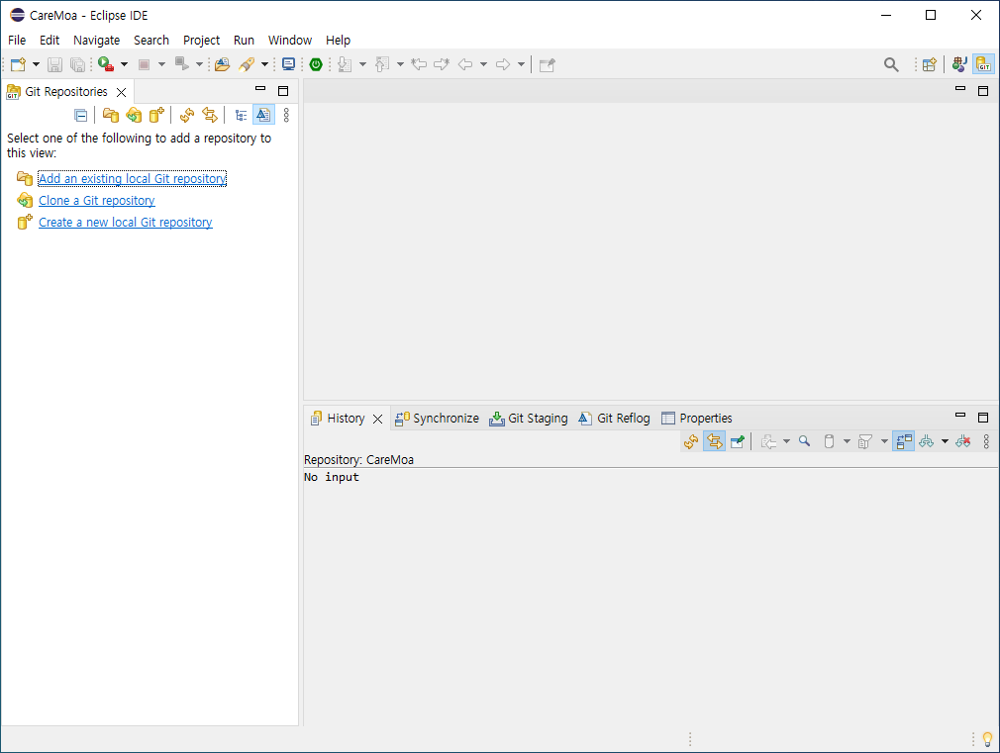 CareMoa - Eclipse IDE
File Edit Navigate Search Project Run Window Help
Git Repositories
Select one of the following to add a repository to
this view:
Add an existing local Git repository
Clone a Git repository
Create a new local Git repository
History Synchronize Git Staging Git Reflog Properties
Repository: CareMoa
No input